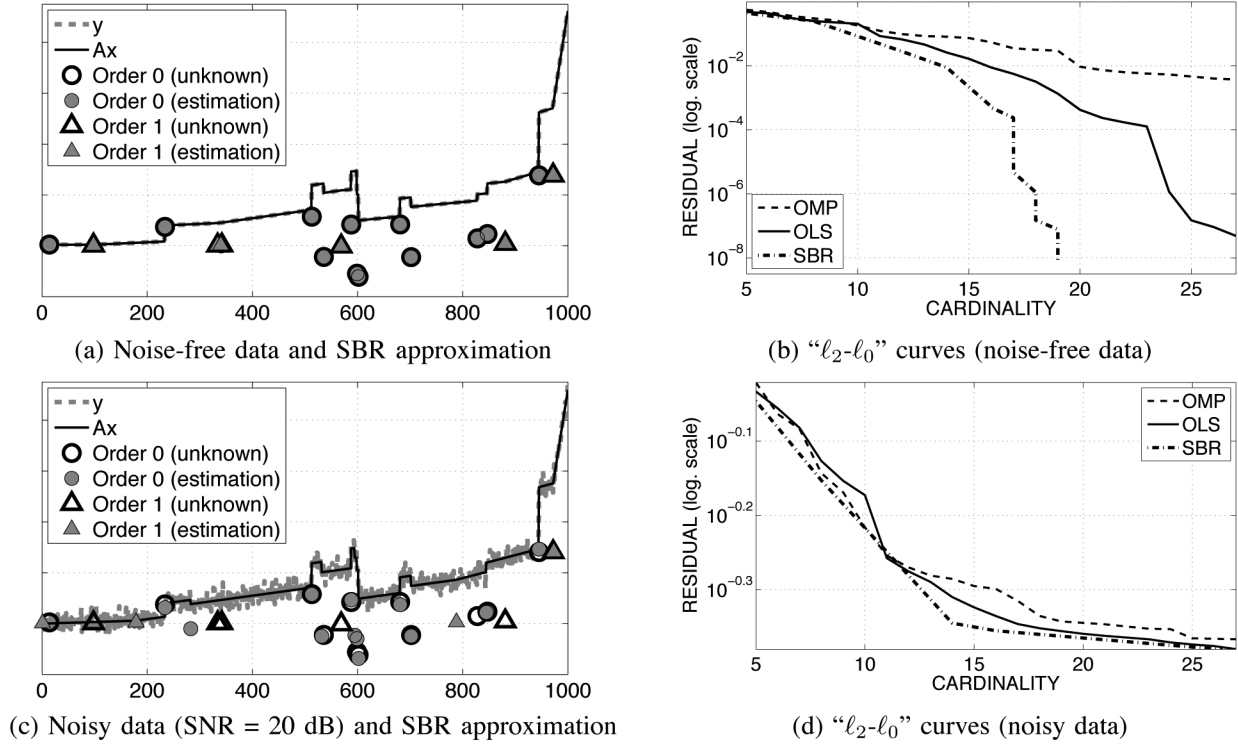 y
Ax
Order 0 (unknown)
Order 0 (estimation)
Order 1 (unknown)
Order 1 (estimation)
0 200 400 600 800 1000
(a) Noise-free data and SBR approximation
RESIDUAL (log. scale)
10⁻²
10⁻⁴
10⁻⁶
10⁻⁸
OMP
OLS
SBR
5 10 15 20 25
CARDINALITY
(b) “ℓ₂-ℓ₀” curves (noise-free data)
y
Ax
Order 0 (unknown)
Order 0 (estimation)
Order 1 (unknown)
Order 1 (estimation)
0 200 400 600 800 1000
(c) Noisy data (SNR = 20 dB) and SBR approximation
RESIDUAL (log. scale)
10⁻⁰·¹
10⁻⁰·²
10⁻⁰·³
OMP
OLS
SBR
5 10 15 20 25
CARDINALITY
(d) “ℓ₂-ℓ₀” curves (noisy data)